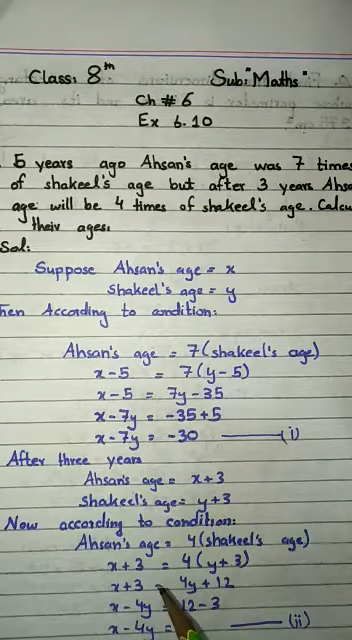 Class: 8th Sub: "Maths"
Ch # 6
Ex 6.10
5 years ago Ahsan's age was 7 times
of shakeel's age but after 3 years Ahsa
age will be 4 times of shakeel's age. Calcu
their ages.
Sol:
Suppose Ahsan's age = x
Shakeel's age = y
hen According to condition:
Ahsan's age = 7(shakeel's age)
x-5 = 7(y-5)
x-5 = 7y-35
x-7y = -35+5
x-7y = -30 (i)
After three years
Ahsan's age = x+3
Shakeel's age = y+3
Now according to condition:
Ahsan's age = 4(shakeel's age)
x+3 = 4(y+3)
x+3 = 4y+12
x-4y = 12-3
x-4y = (ii)